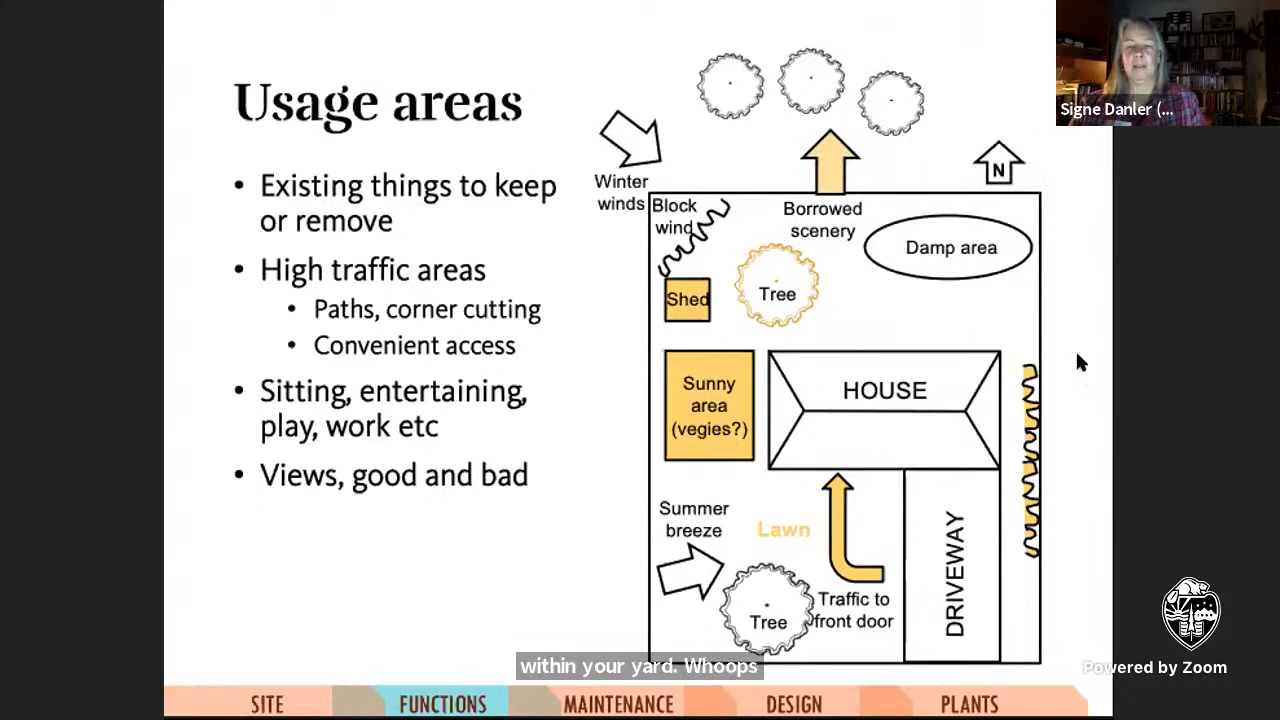 Usage areas
• Existing things to keep
or remove
• High traffic areas
• Paths, corner cutting
• Convenient access
• Sitting, entertaining,
play, work etc
• Views, good and bad
Winter
winds
Block
wind
Borrowed
scenery
N
Damp area
Shed
Tree
Sunny
area
(vegies?)
HOUSE
Summer
breeze
Lawn
Tree
Traffic to
front door
DRIVEWAY
within your yard. Whoops
SITE
FUNCTIONS
MAINTENANCE
DESIGN
PLANTS
Signe Danler (...
Powered by Zoom